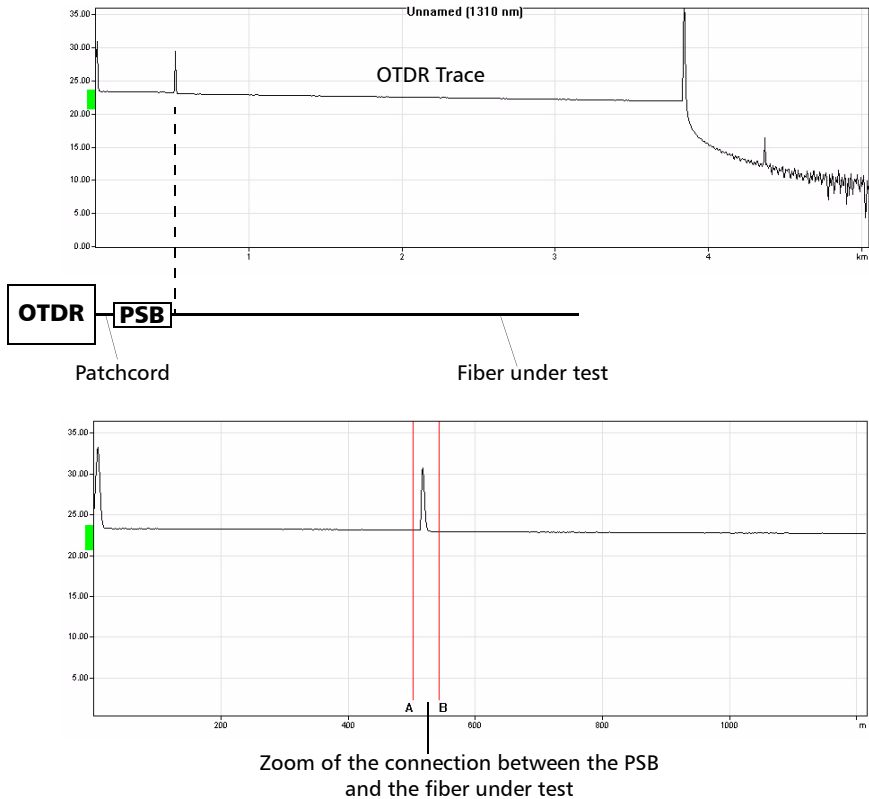 Unnamed (1310 nm)
35.00
30.00
OTDR Trace
25.00
20.00
15.00
10.00
5.00
0.00
1 2 3 4 km
OTDR PSB
Patchcord Fiber under test
35.00
30.00
25.00
20.00
15.00
10.00
5.00
A B
200 400 600 800 1000 m
Zoom of the connection between the PSB
and the fiber under test